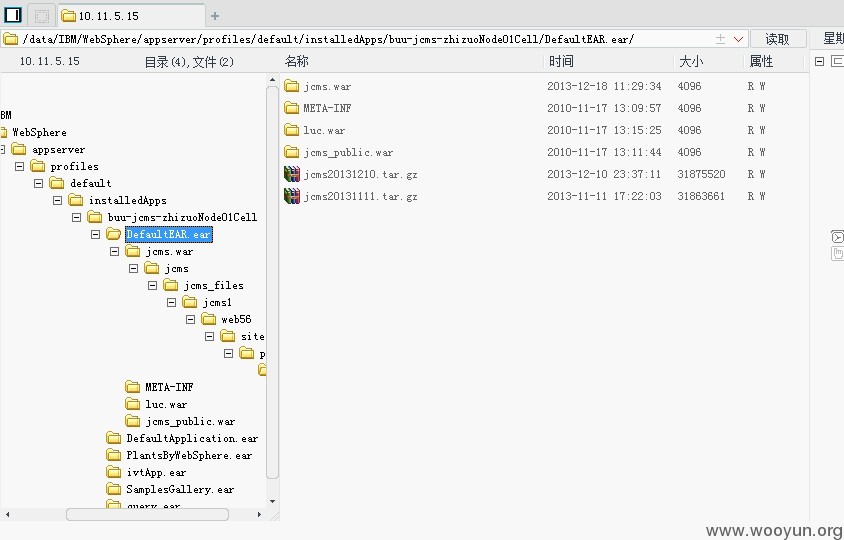 10.11.5.15
/data/IBM/WebSphere/appserver/profiles/default/installedApps/buu-jcms-zhizuoNode01Cell/DefaultEAR.ear/
读取
10.11.5.15
目录(4),文件(2)
名称 时间 大小 属性
jcms.war 2013-12-18 11:29:34 4096 R W
META-INF 2010-11-17 13:09:57 4096 R W
luc.war 2010-11-17 13:15:25 4096 R W
jcms_public.war 2010-11-17 13:11:44 4096 R W
jcms20131210.tar.gz 2013-12-10 23:37:11 31875520 R W
jcms20131111.tar.gz 2013-11-11 17:22:03 31863661 R W
BM
WebSphere
appserver
profiles
default
installedApps
buu-jcms-zhizuoNode01Cell
DefaultEAR.ear
jcms.war
jcms
jcms_files
jcms1
web56
site
p
META-INF
luc.war
jcms_public.war
DefaultApplication.ear
PlantsByWebSphere.ear
ivtApp.ear
SamplesGallery.ear
query.ear
星期
www.wooyun.org